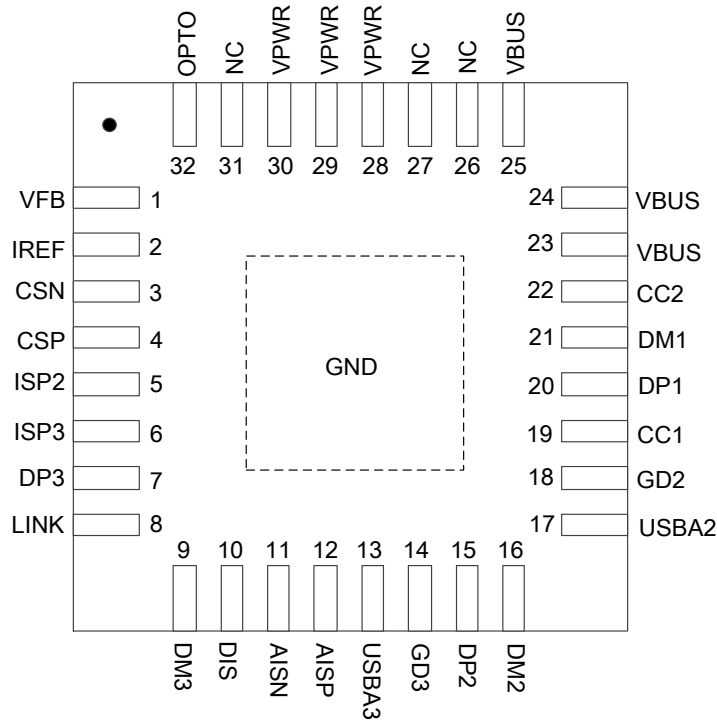 OPTO NC VPWR VPWR VPWR NC NC VBUS
32 31 30 29 28 27 26 25
VFB 1 24 VBUS
IREF 2 23 VBUS
CSN 3 22 CC2
CSP 4 21 DM1
GND
ISP2 5 20 DP1
ISP3 6 19 CC1
DP3 7 18 GD2
LINK 8 17 USBA2
9 10 11 12 13 14 15 16
DM3 DIS AISN AISP USBA3 GD3 DP2 DM2